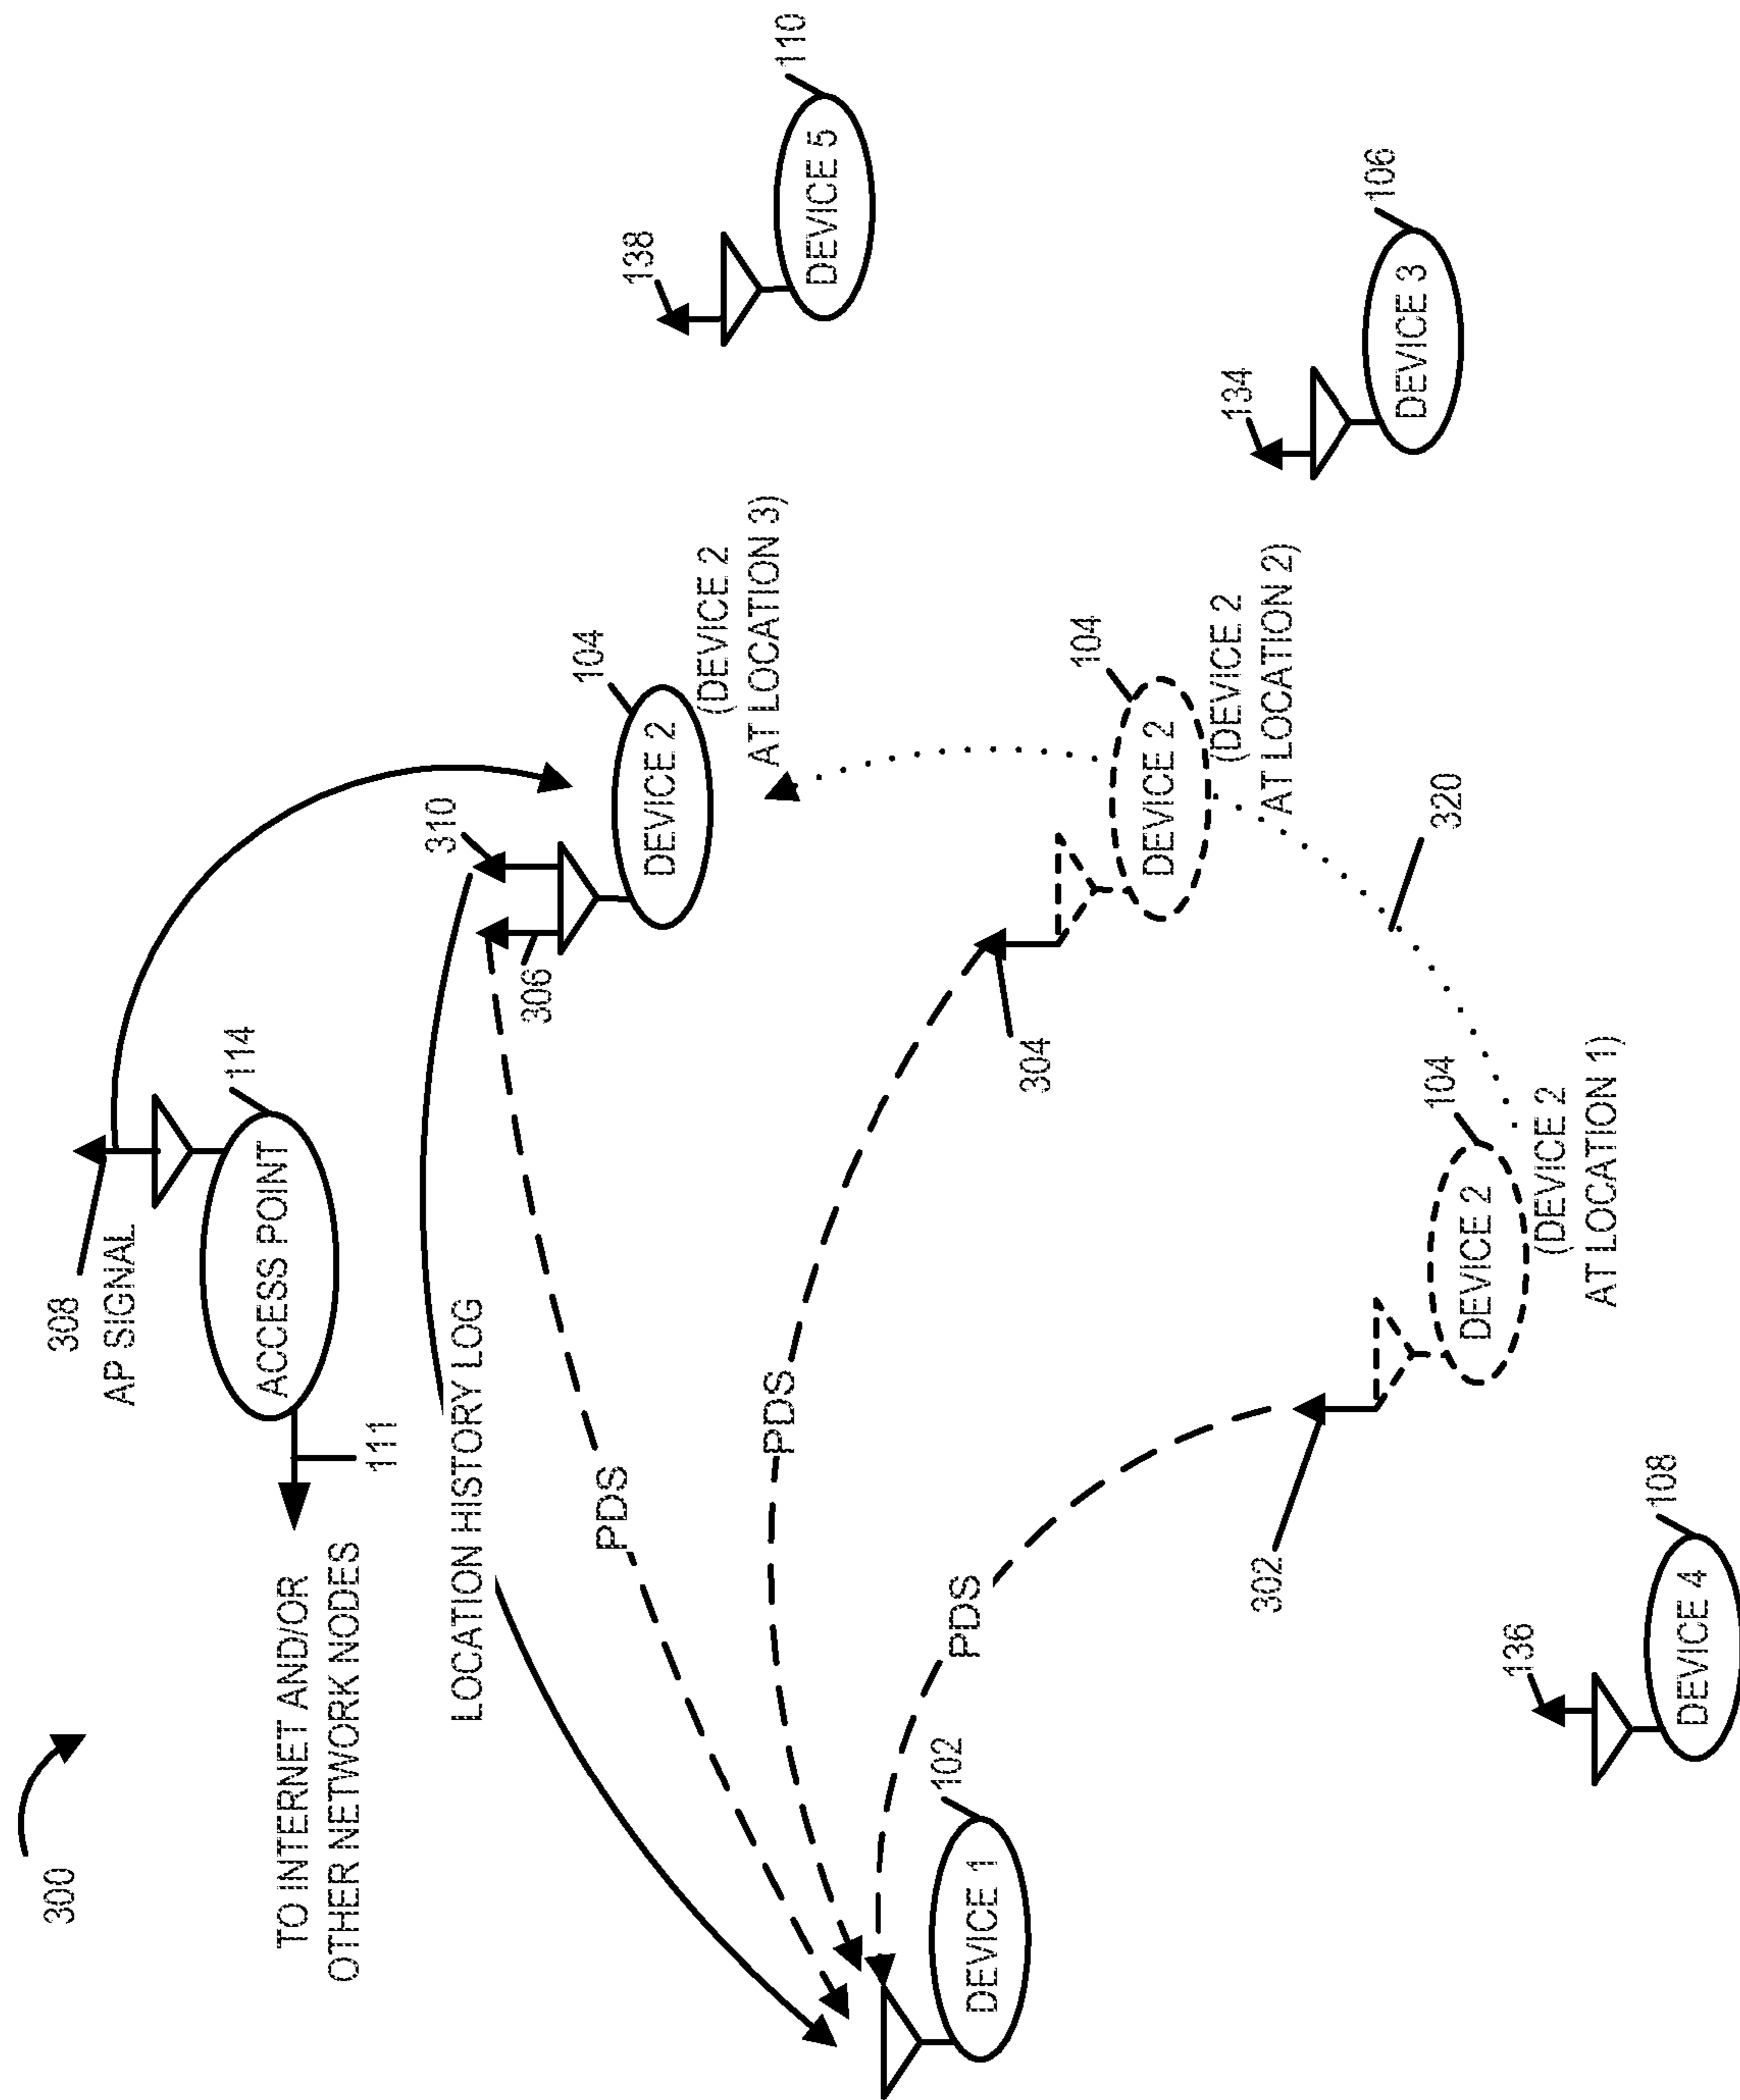 300
TO INTERNET AND/OR
OTHER NETWORK NODES
111
308
AP SIGNAL
ACCESS POINT
114
LOCATION HISTORY LOG
PDS
306
310
DEVICE 2
104
(DEVICE 2
AT LOCATION 3)
138
DEVICE 5
110
DEVICE 1
102
PDS
304
DEVICE 2
104
(DEVICE 2
AT LOCATION 2)
PDS
302
DEVICE 2
104
(DEVICE 2
AT LOCATION 1)
320
134
DEVICE 3
106
136
DEVICE 4
108